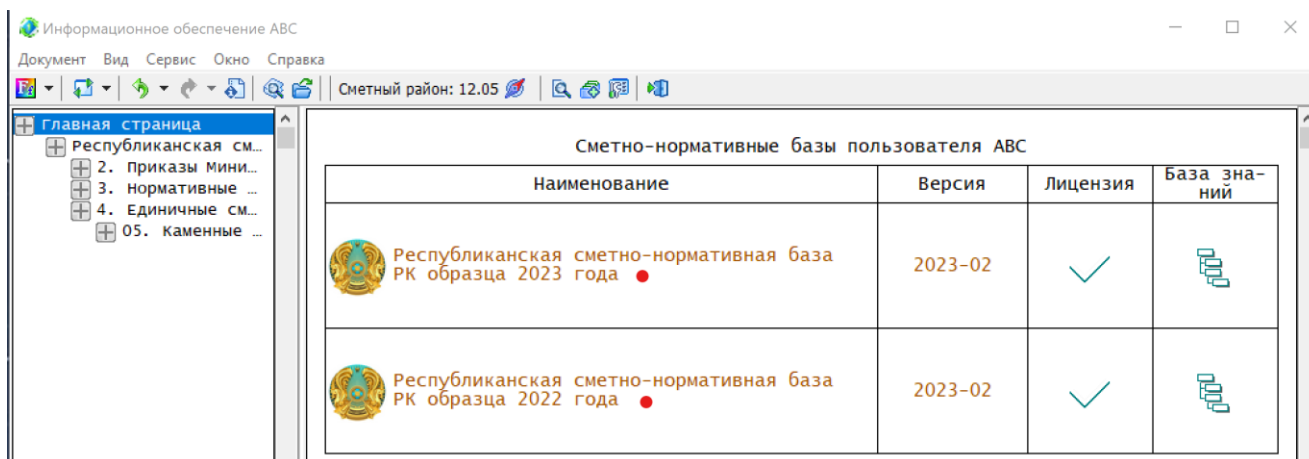 Информационное обеспечение АВС
Документ Вид Сервис Окно Справка
Сметный район: 12.05
Главная страница
Республиканская см…
2. Приказы Мини…
3. Нормативные …
4. Единичные см…
05. Каменные …
Сметно-нормативные базы пользователя АВС
Наименование Версия Лицензия База зна-
ний
Республиканская сметно-нормативная база
РК образца 2023 года
2023-02
Республиканская сметно-нормативная база
РК образца 2022 года
2023-02